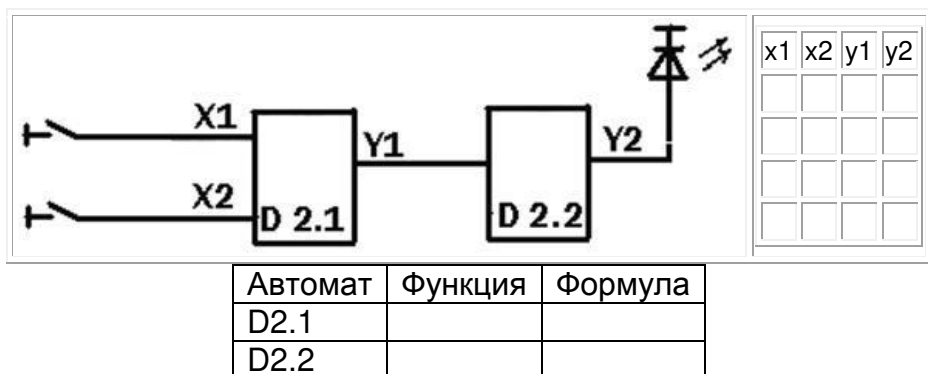 x1 x2 y1 y2
X1
Y1
Y2
X2
D 2.1
D 2.2
Автомат Функция Формула
D2.1
D2.2